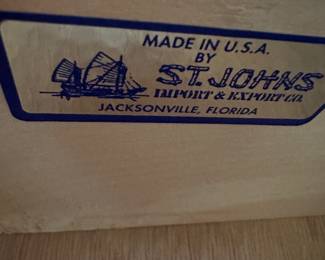 MADE IN U.S.A.
BY
ST. JOHNS
IMPORT & EXPORT CO.
JACKSONVILLE, FLORIDA